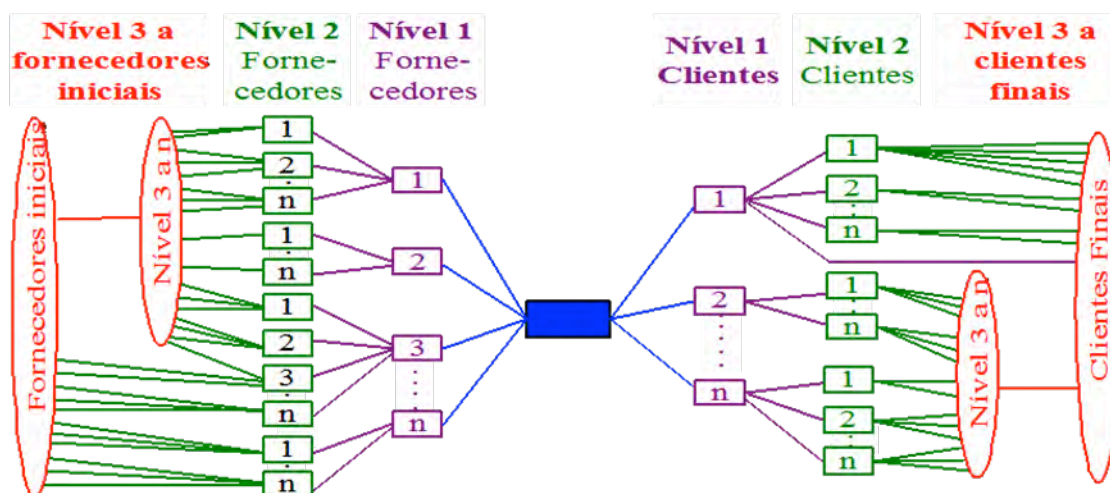 Nível 3 a
fornecedores
iniciais
Nível 2
Forne-
cedores
Nível 1
Forne-
cedores
Nível 1
Clientes
Nível 2
Clientes
Nível 3 a
clientes
finais
Fornecedores iniciais
Nível 3 a n
1
2
n
1
n
1
2
3
n
1
n
1
2
3
n
1
2
n
1
2
n
1
n
1
2
n
Nível 3 a n
Clientes Finais